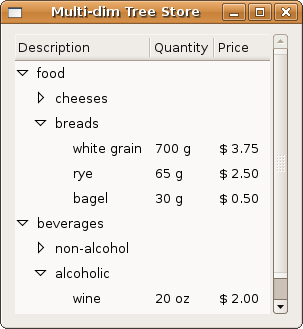 Multi-dim Tree Store
Description Quantity Price
food
cheeses
breads
white grain 700 g $ 3.75
rye 65 g $ 2.50
bagel 30 g $ 0.50
beverages
non-alcohol
alcoholic
wine 20 oz $ 2.00